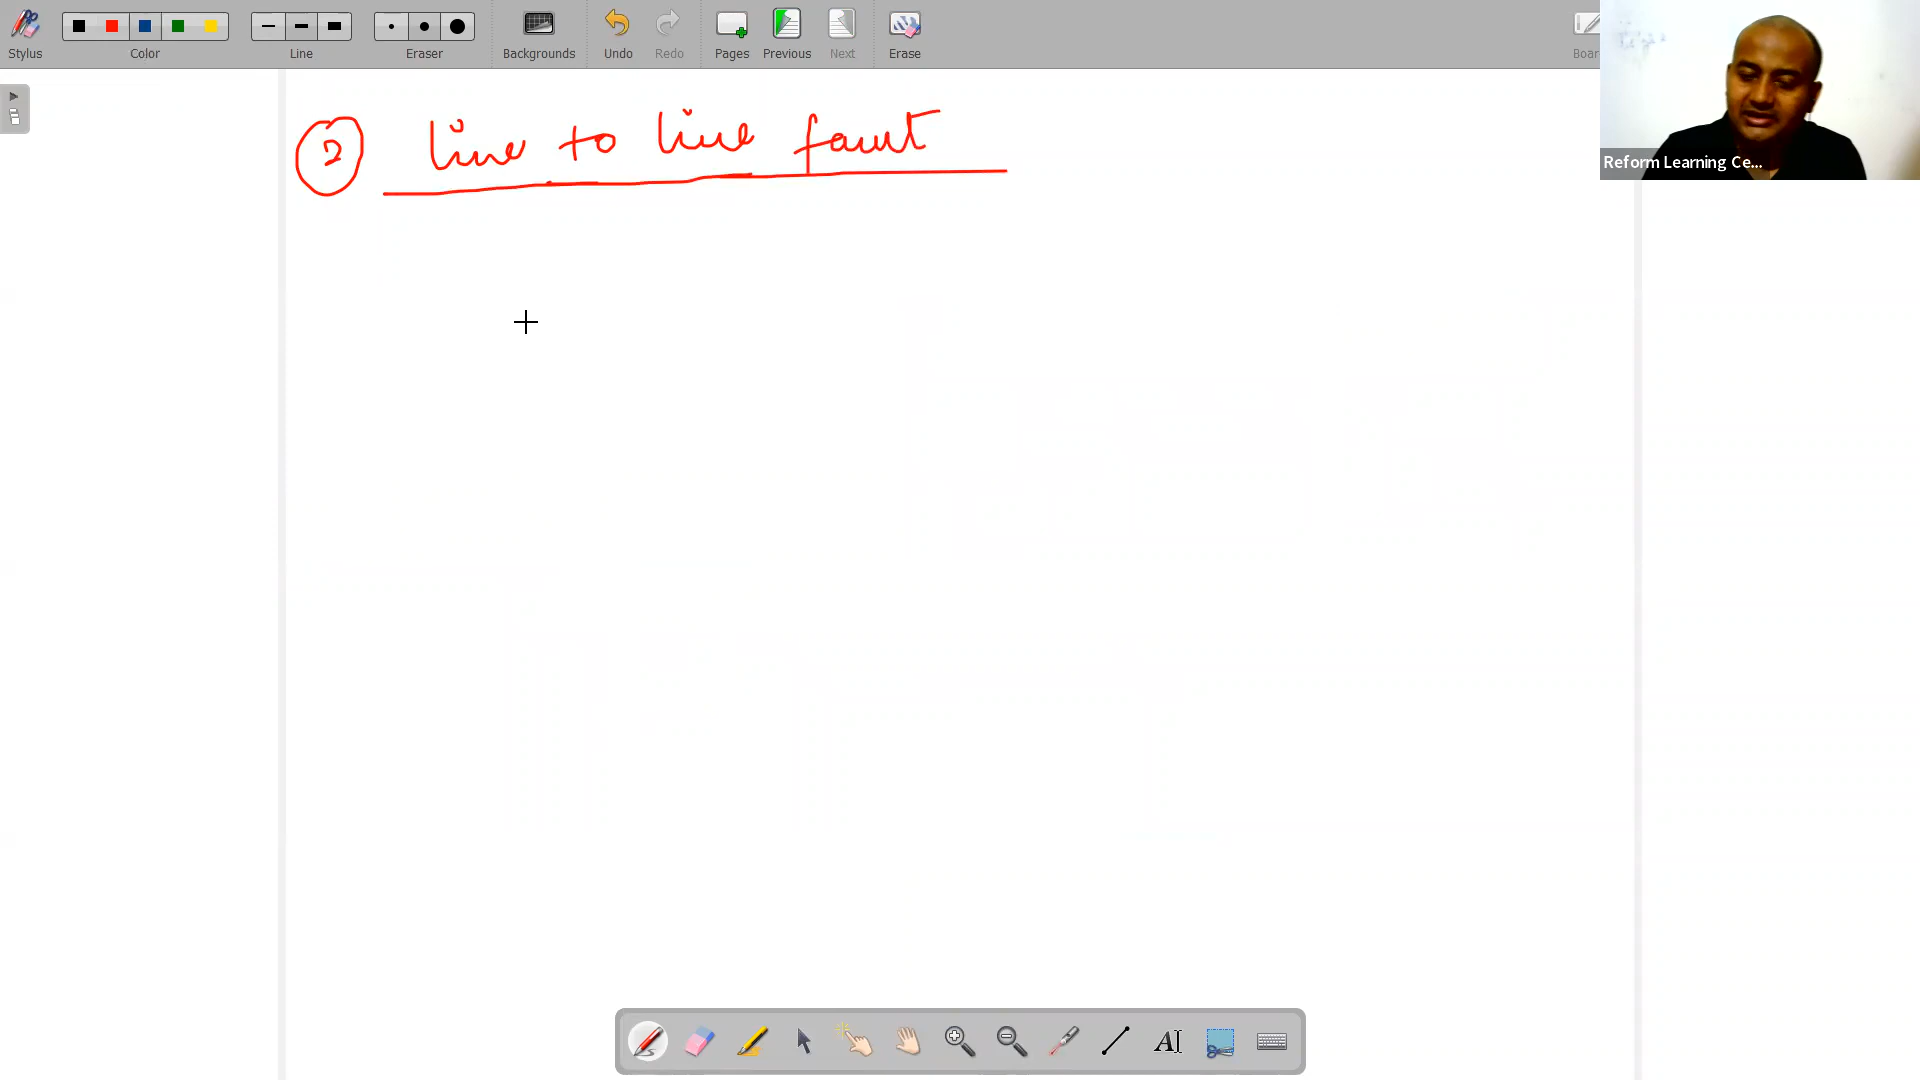 Stylus Color Line Eraser Backgrounds Undo Redo Pages Previous Next Erase
Reform Learning Ce...
② line to line fault